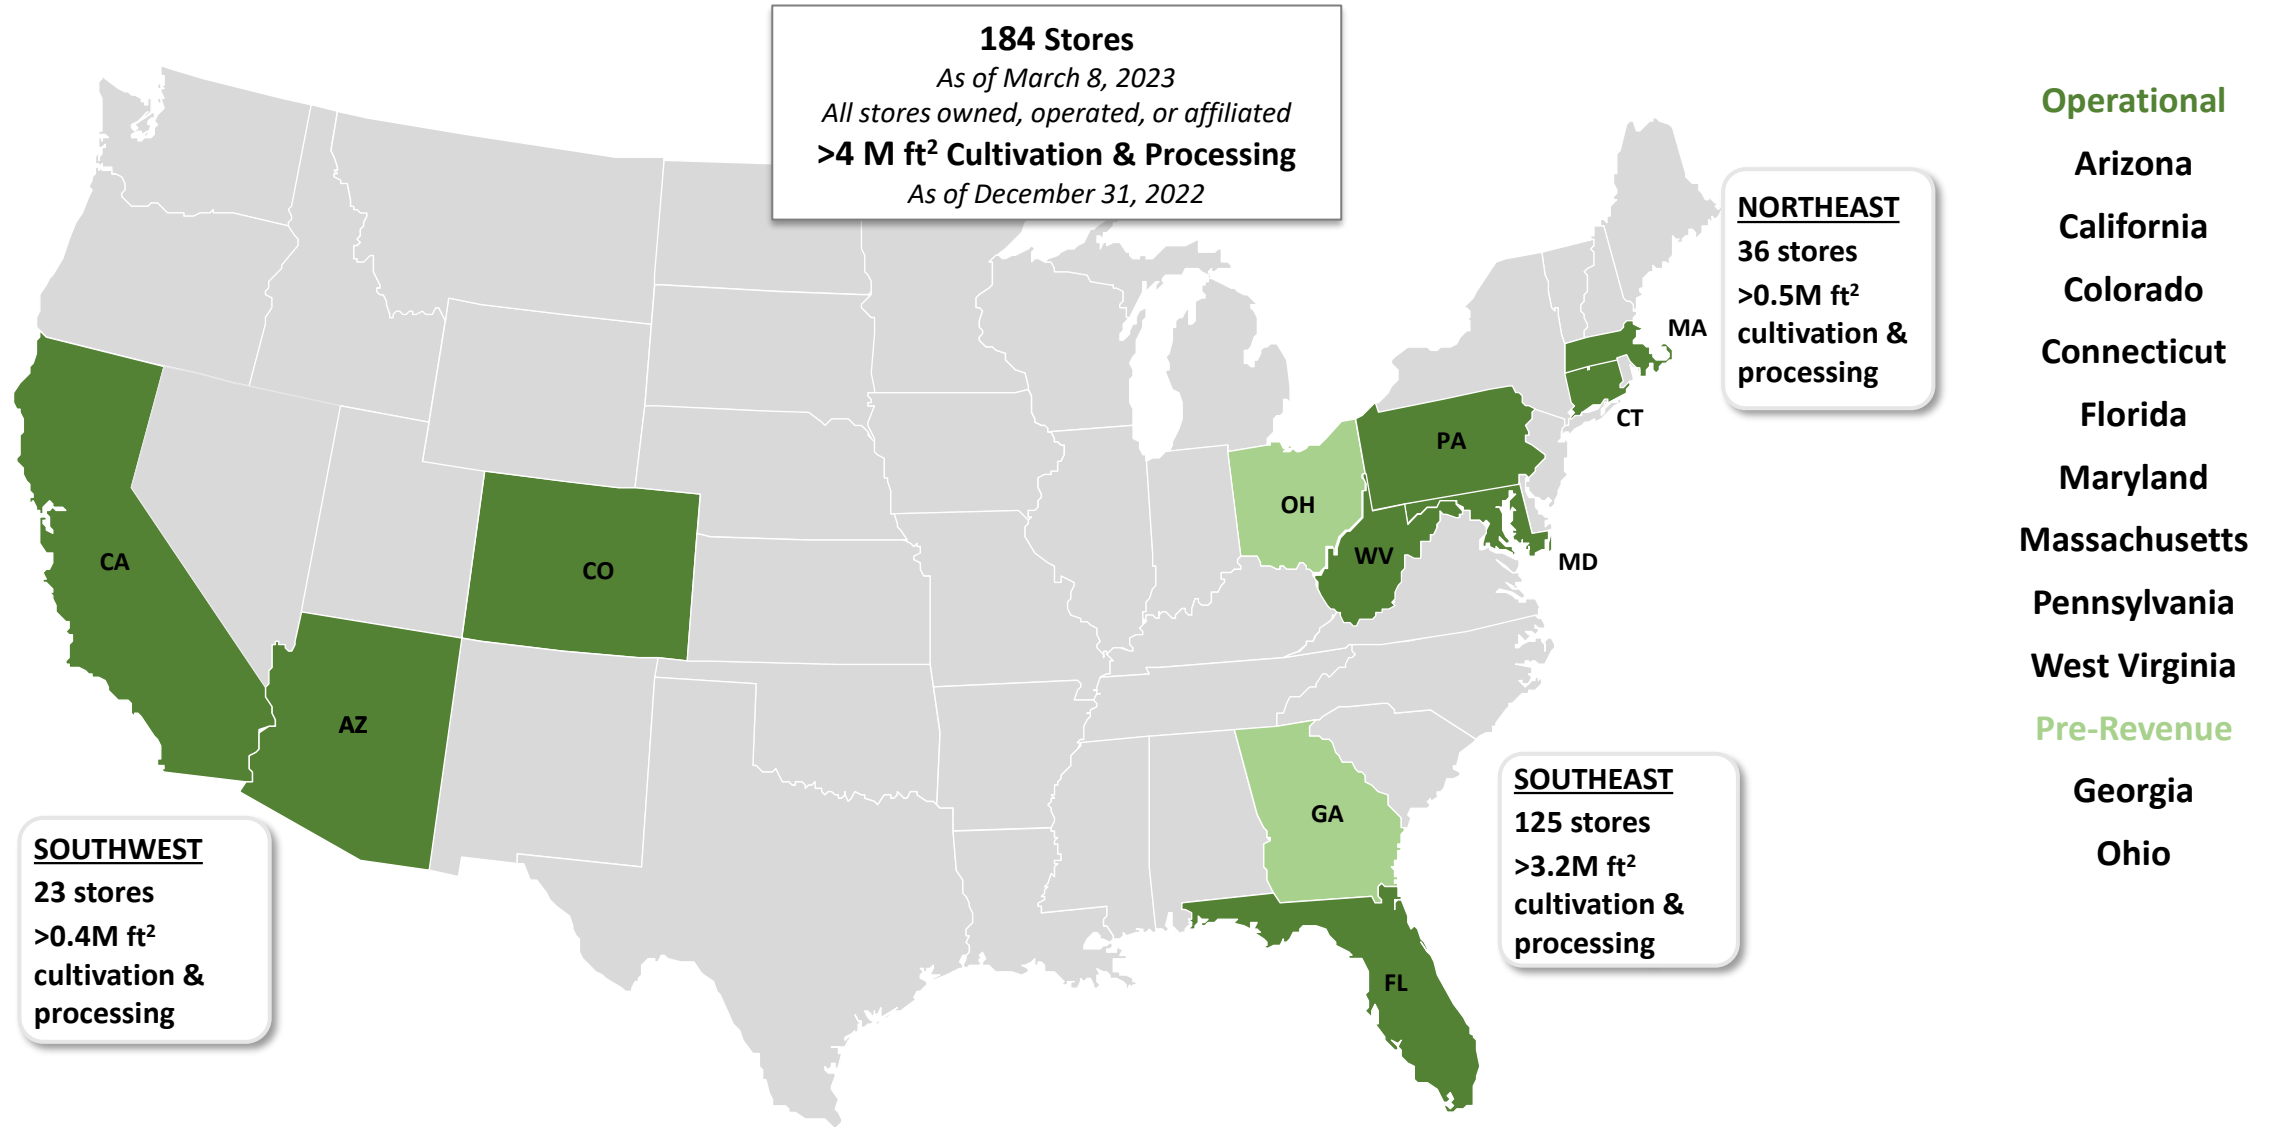 184 Stores
As of March 8, 2023
All stores owned, operated, or affiliated
>4 M ft² Cultivation & Processing
As of December 31, 2022
NORTHEAST
36 stores
>0.5M ft²
cultivation &
processing
MA
CT
PA
OH
WV
MD
CA
CO
AZ
GA
FL
SOUTHWEST
23 stores
>0.4M ft²
cultivation &
processing
SOUTHEAST
125 stores
>3.2M ft²
cultivation &
processing
Operational
Arizona
California
Colorado
Connecticut
Florida
Maryland
Massachusetts
Pennsylvania
West Virginia
Pre-Revenue
Georgia
Ohio